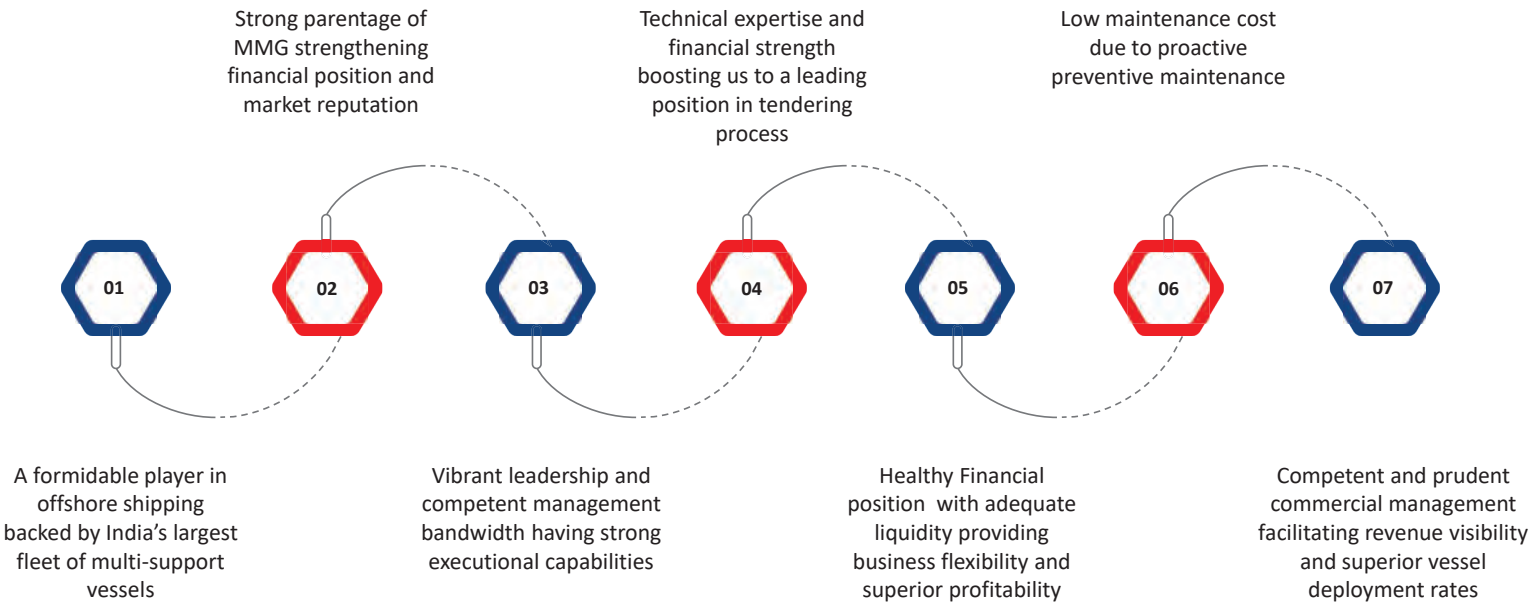 Strong parentage of
MMG strengthening
financial position and
market reputation
Technical expertise and
financial strength
boosting us to a leading
position in tendering
process
Low maintenance cost
due to proactive
preventive maintenance
01
02
03
04
05
06
07
A formidable player in
offshore shipping
backed by India's largest
fleet of multi-support
vessels
Vibrant leadership and
competent management
bandwidth having strong
executional capabilities
Healthy Financial
position with adequate
liquidity providing
business flexibility and
superior profitability
Competent and prudent
commercial management
facilitating revenue visibility
and superior vessel
deployment rates